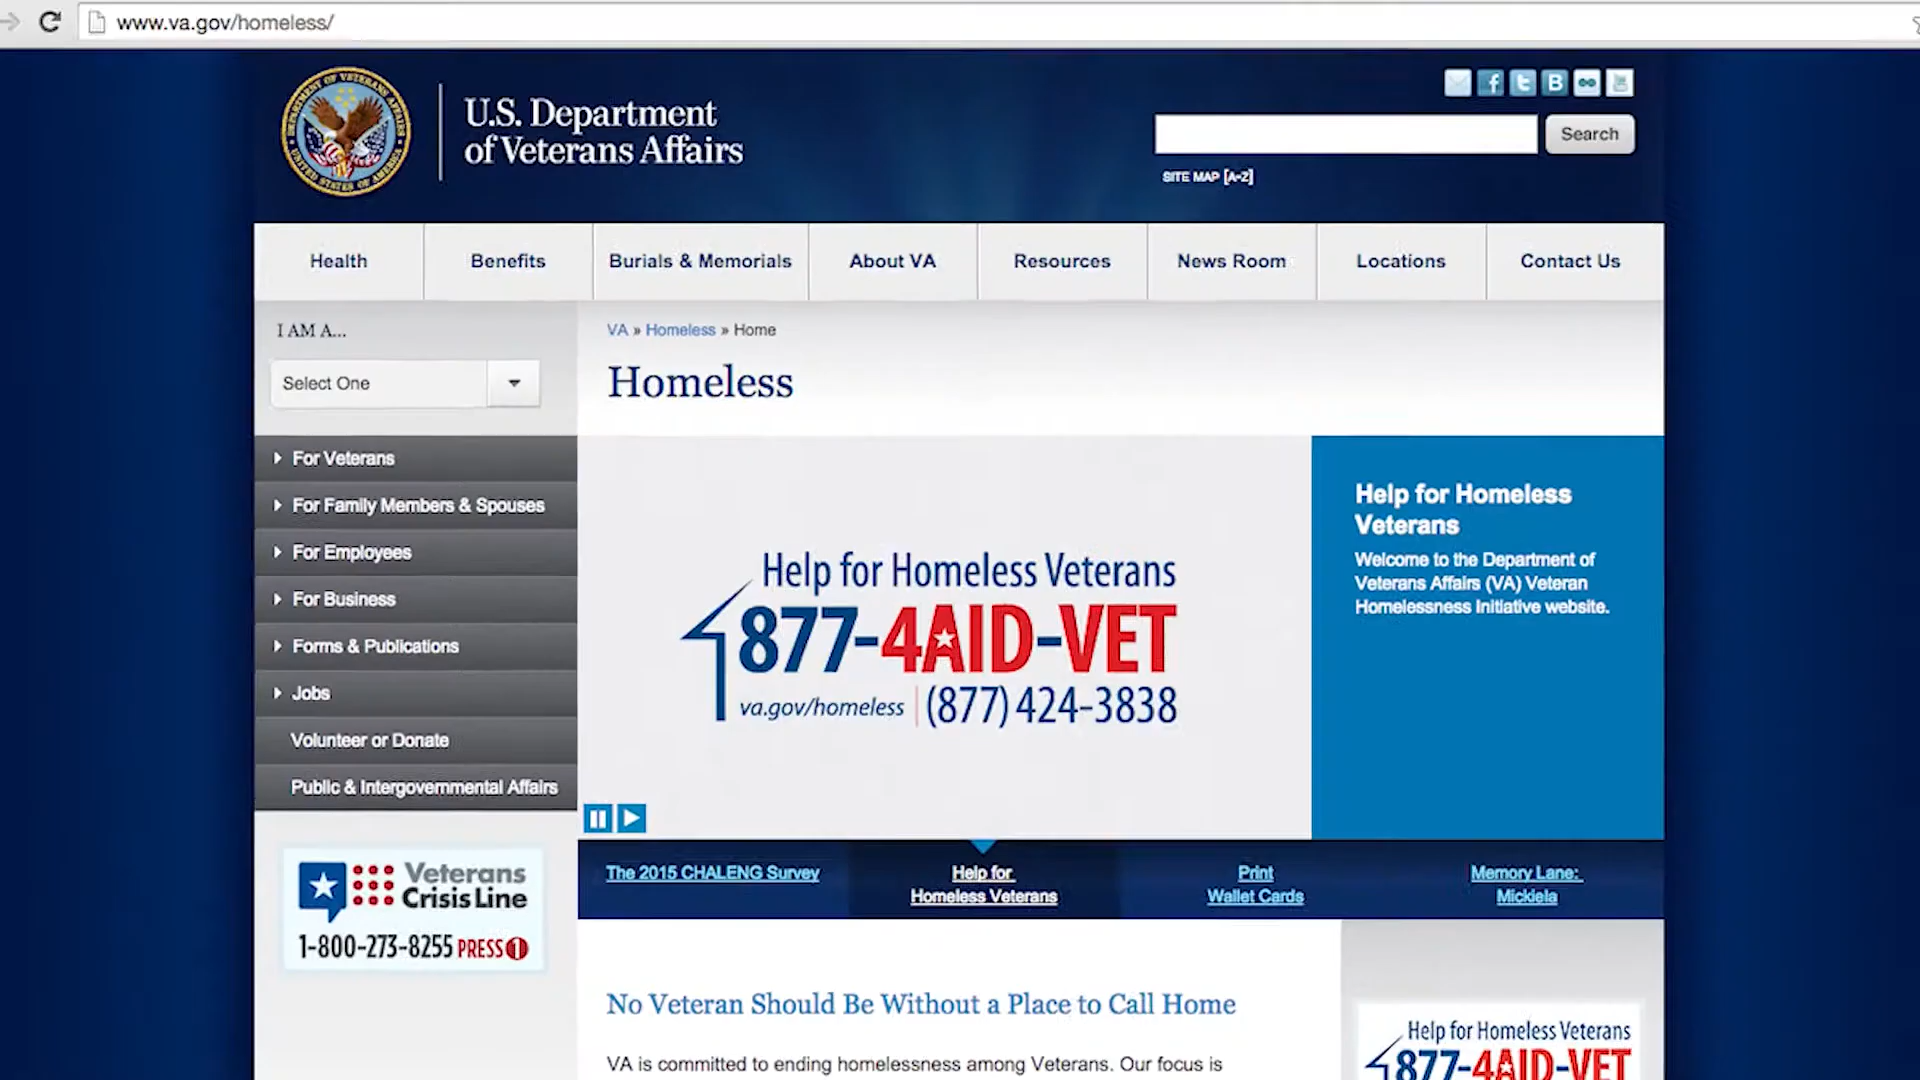 www.va.gov/homeless/
U.S. Department
of Veterans Affairs
Search
SITE MAP [A-Z]
Health
Benefits
Burials & Memorials
About VA
Resources
News Room
Locations
Contact Us
I AM A...
Select One
VA » Homeless » Home
Homeless
For Veterans
For Family Members & Spouses
For Employees
For Business
Forms & Publications
Jobs
Volunteer or Donate
Public & Intergovernmental Affairs
Help for Homeless Veterans
877-4AID-VET
va.gov/homeless | (877) 424-3838
Help for Homeless
Veterans
Welcome to the Department of
Veterans Affairs (VA) Veteran
Homelessness Initiative website.
The 2015 CHALENG Survey
Help for
Homeless Veterans
Print
Wallet Cards
Memory Lane:
Mickiela
Veterans
Crisis Line
1-800-273-8255 PRESS 1
No Veteran Should Be Without a Place to Call Home
VA is committed to ending homelessness among Veterans. Our focus is
Help for Homeless Veterans
877-4AID-VET